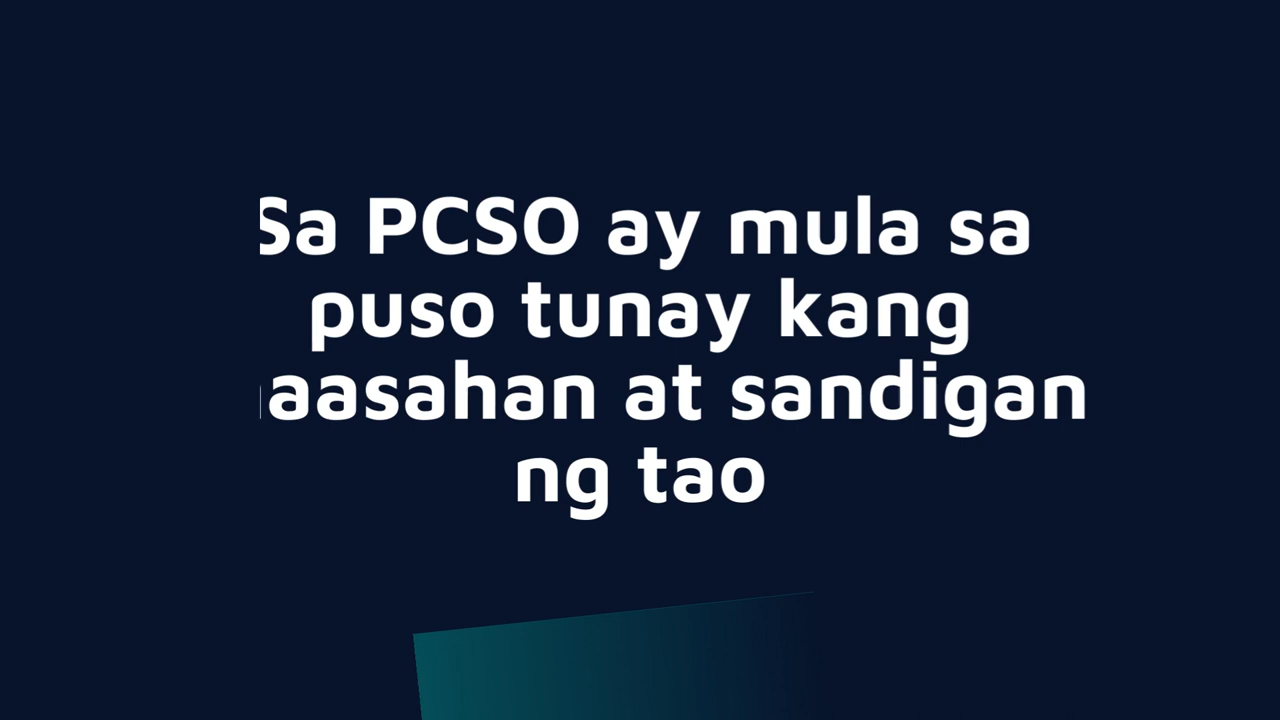 Sa PCSO ay mula sa
puso tunay kang
aasahan at sandigan
ng tao